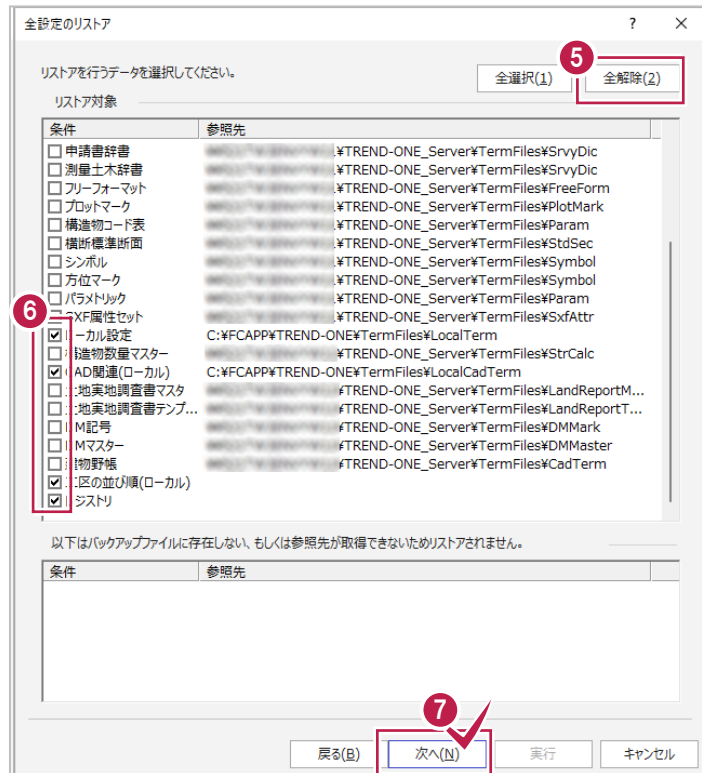 全設定のリストア ? ×
リストアを行うデータを選択してください。
5
全選択(1) 全解除(2)
リストア対象
条件 参照先
申請書辞書 ¥TREND-ONE_Server¥TermFiles¥SrvyDic
測量土木辞書 ¥TREND-ONE_Server¥TermFiles¥SrvyDic
フリーフォーマット ¥TREND-ONE_Server¥TermFiles¥FreeForm
プロットマーク ¥TREND-ONE_Server¥TermFiles¥PlotMark
構造物コード表 ¥TREND-ONE_Server¥TermFiles¥Param
横断標準断面 ¥TREND-ONE_Server¥TermFiles¥StdSec
シンボル ¥TREND-ONE_Server¥TermFiles¥Symbol
方位マーク ¥TREND-ONE_Server¥TermFiles¥Symbol
パラメトリック ¥TREND-ONE_Server¥TermFiles¥Param
6
SXF属性セット ¥TREND-ONE_Server¥TermFiles¥SxfAttr
ーカル設定 C:¥FCAPP¥TREND-ONE¥TermFiles¥LocalTerm
造物数量マスター ¥TREND-ONE_Server¥TermFiles¥StrCalc
AD関連(ローカル) C:¥FCAPP¥TREND-ONE¥TermFiles¥LocalCadTerm
地実地調査書マスタ ¥TREND-ONE_Server¥TermFiles¥LandReportM...
地実地調査書テンプ... ¥TREND-ONE_Server¥TermFiles¥LandReportT...
M記号 ¥TREND-ONE_Server¥TermFiles¥DMMark
Mマスター ¥TREND-ONE_Server¥TermFiles¥DMMaster
物野帳 ¥TREND-ONE_Server¥TermFiles¥CadTerm
区の並び順(ローカル)
ジストリ
以下はバックアップファイルに存在しない、もしくは参照先が取得できないためリストアされません。
条件 参照先
7
戻る(B) 次へ(N) 実行 キャンセル